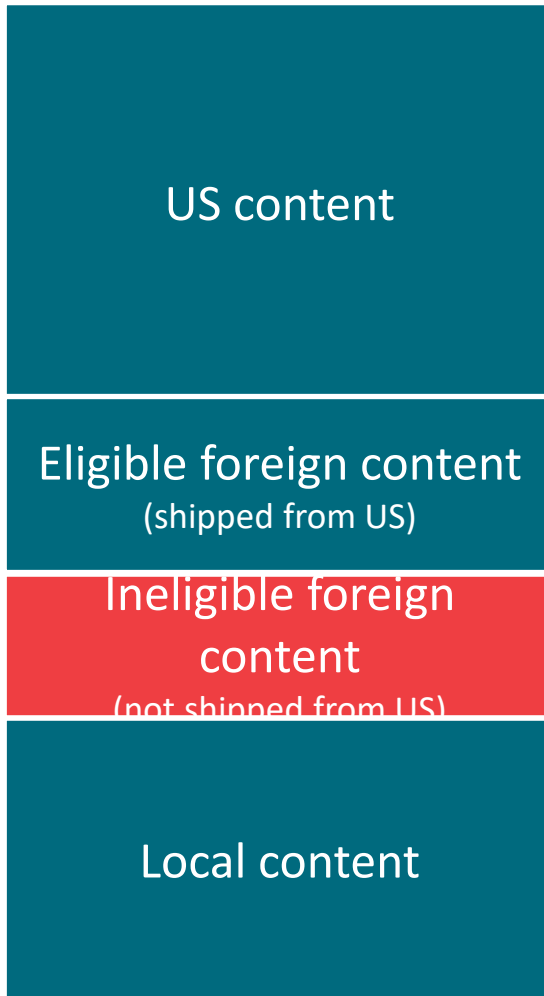 US content
Eligible foreign content
(shipped from US)
Ineligible foreign
content
(not shipped from US)
Local content